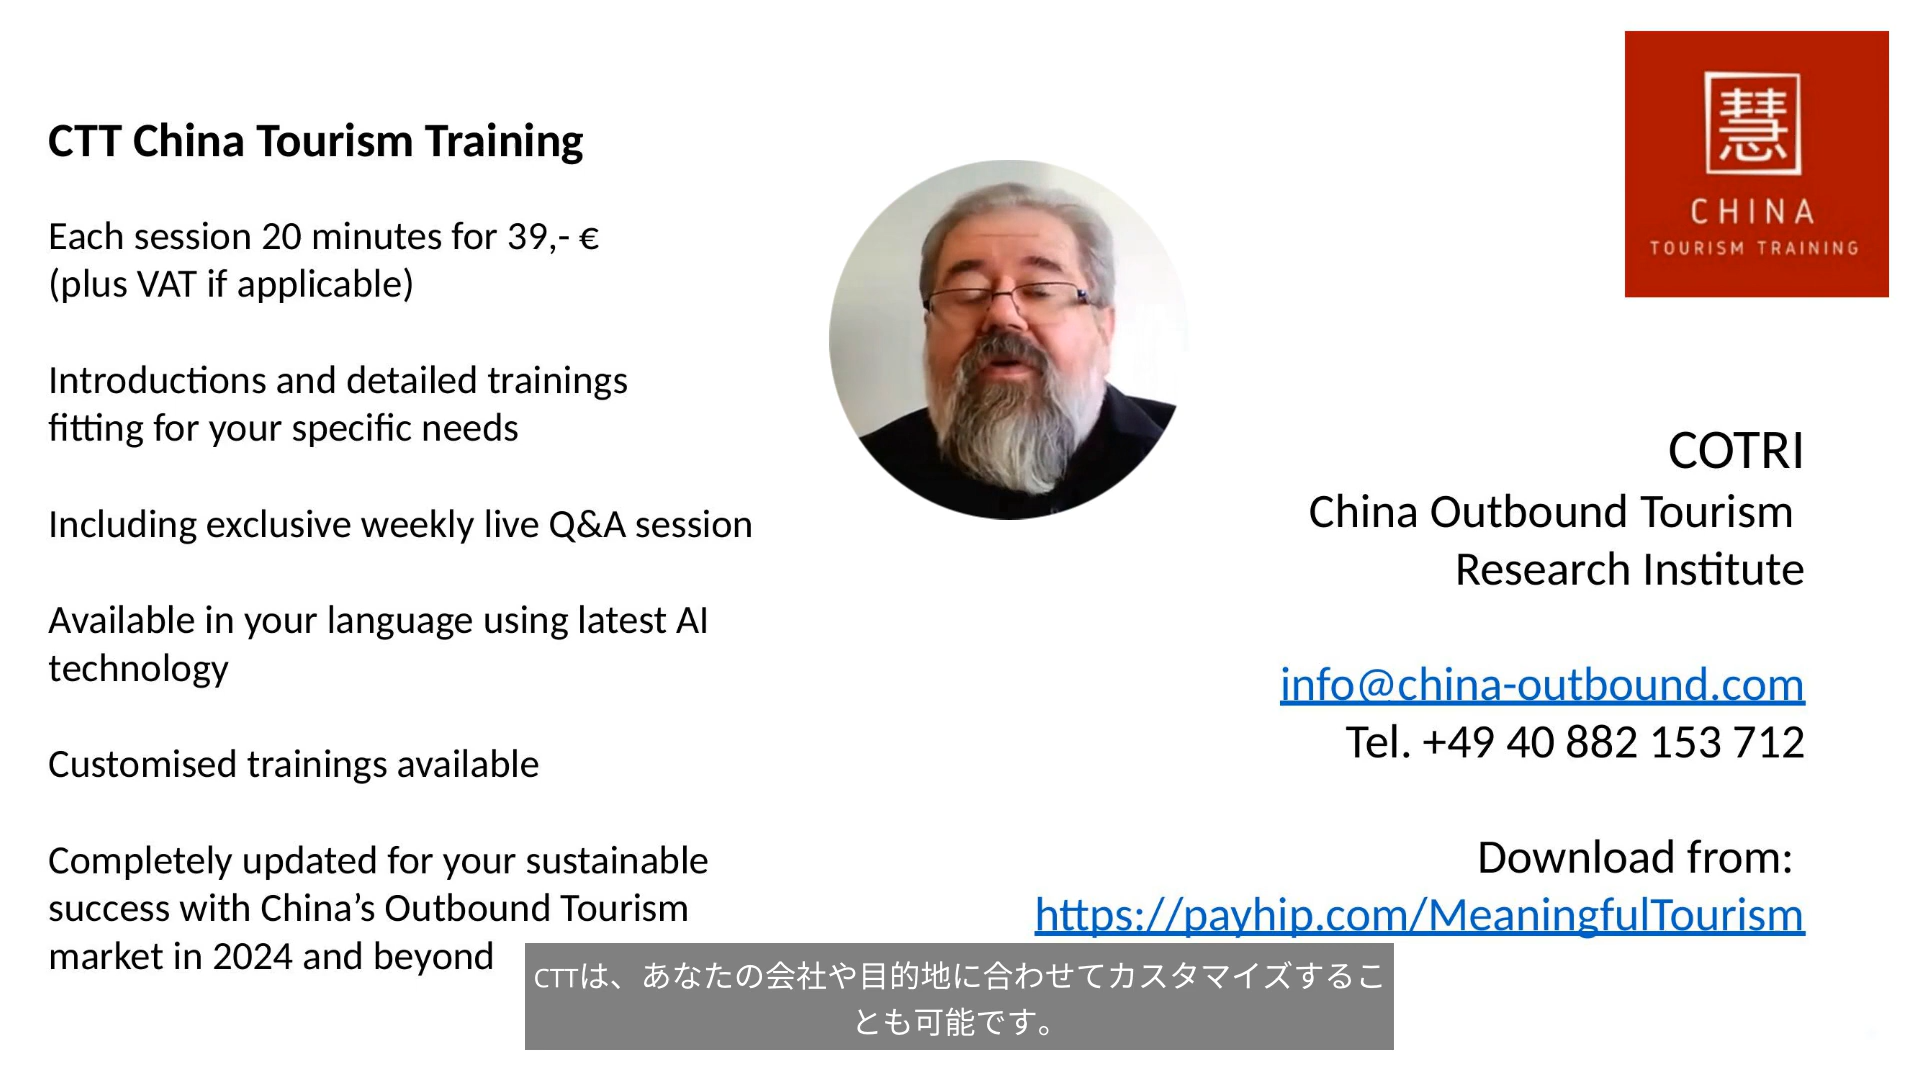 CTT China Tourism Training
Each session 20 minutes for 39,- €
(plus VAT if applicable)
Introductions and detailed trainings
fitting for your specific needs
Including exclusive weekly live Q&A session
Available in your language using latest AI
technology
Customised trainings available
Completely updated for your sustainable
success with China’s Outbound Tourism
market in 2024 and beyond
慧
CHINA
TOURISM TRAINING
COTRI
China Outbound Tourism
Research Institute
info@china-outbound.com
Tel. +49 40 882 153 712
Download from:
https://payhip.com/MeaningfulTourism
CTTは、あなたの会社や目的地に合わせてカスタマイズするこ
とも可能です。